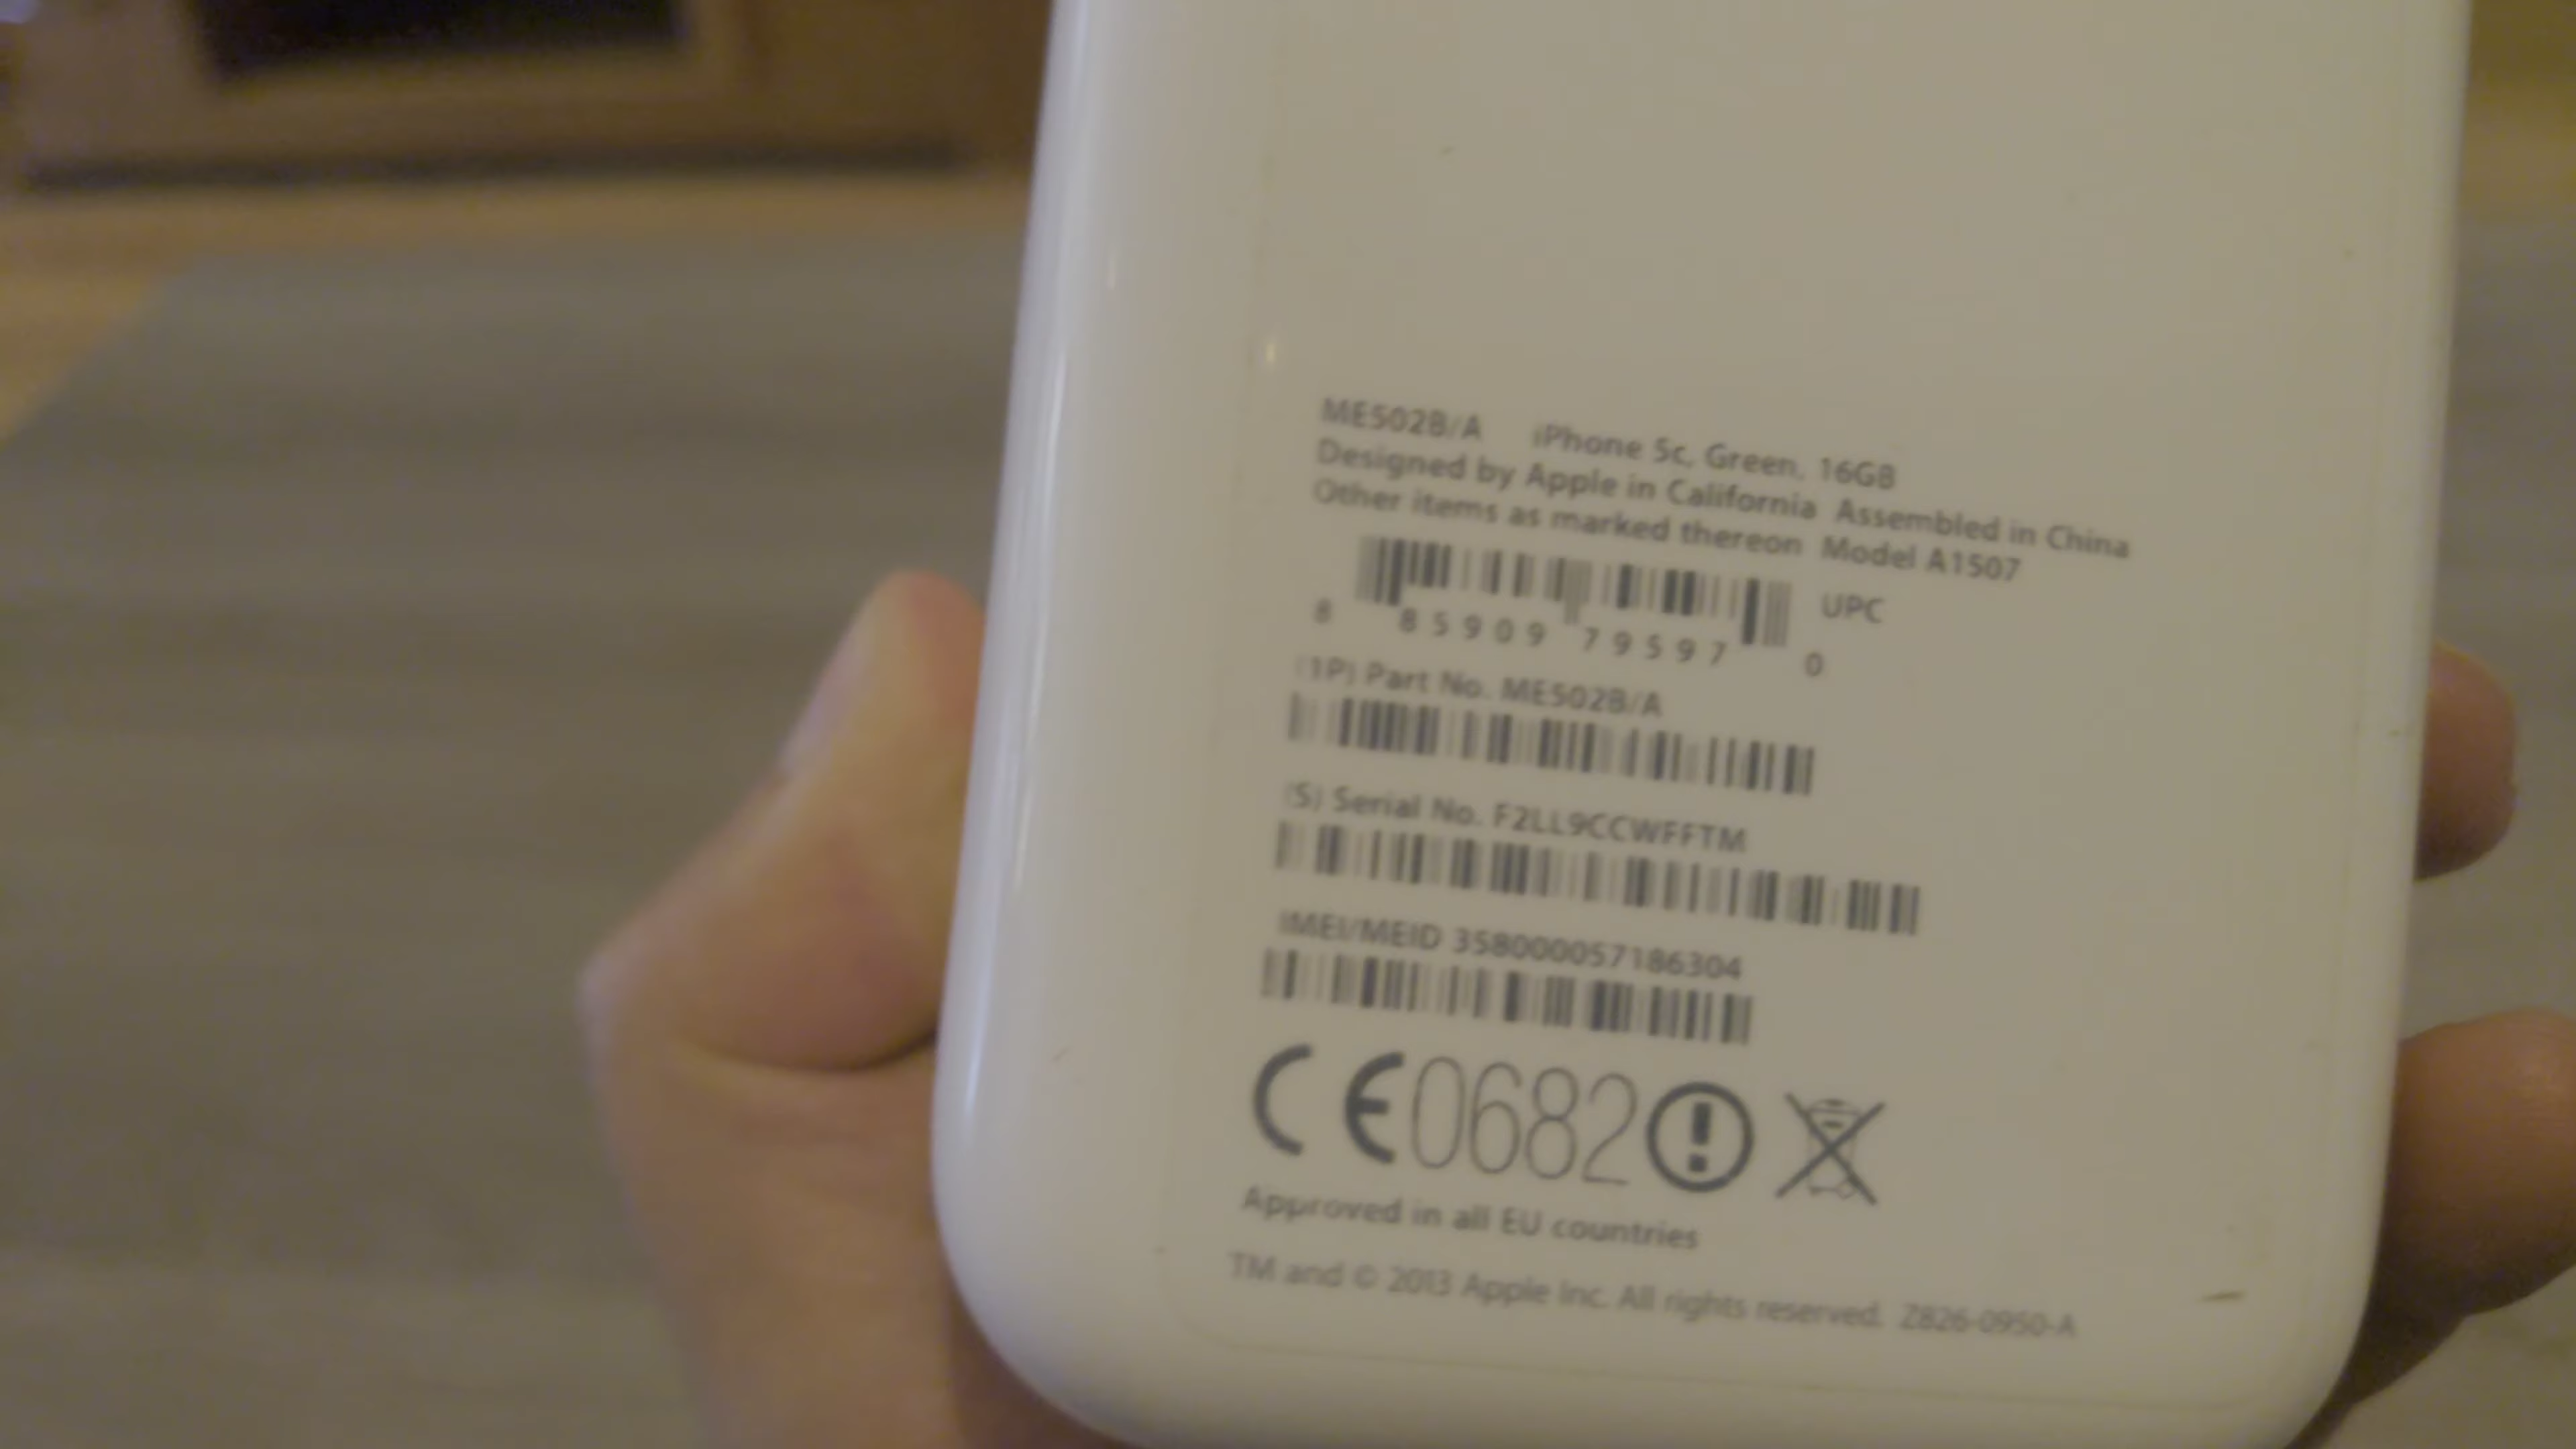 ME502B/A iPhone 5c, Green, 16GB
Designed by Apple in California Assembled in China
Other items as marked thereon Model A1507
UPC
8 85909 79597 0
(1P) Part No. ME502B/A
(S) Serial No. F2LL9CCWFFTM
IMEI/MEID 358000057186304
CE0682
Approved in all EU countries
TM and © 2013 Apple Inc. All rights reserved. Z826-0950-A